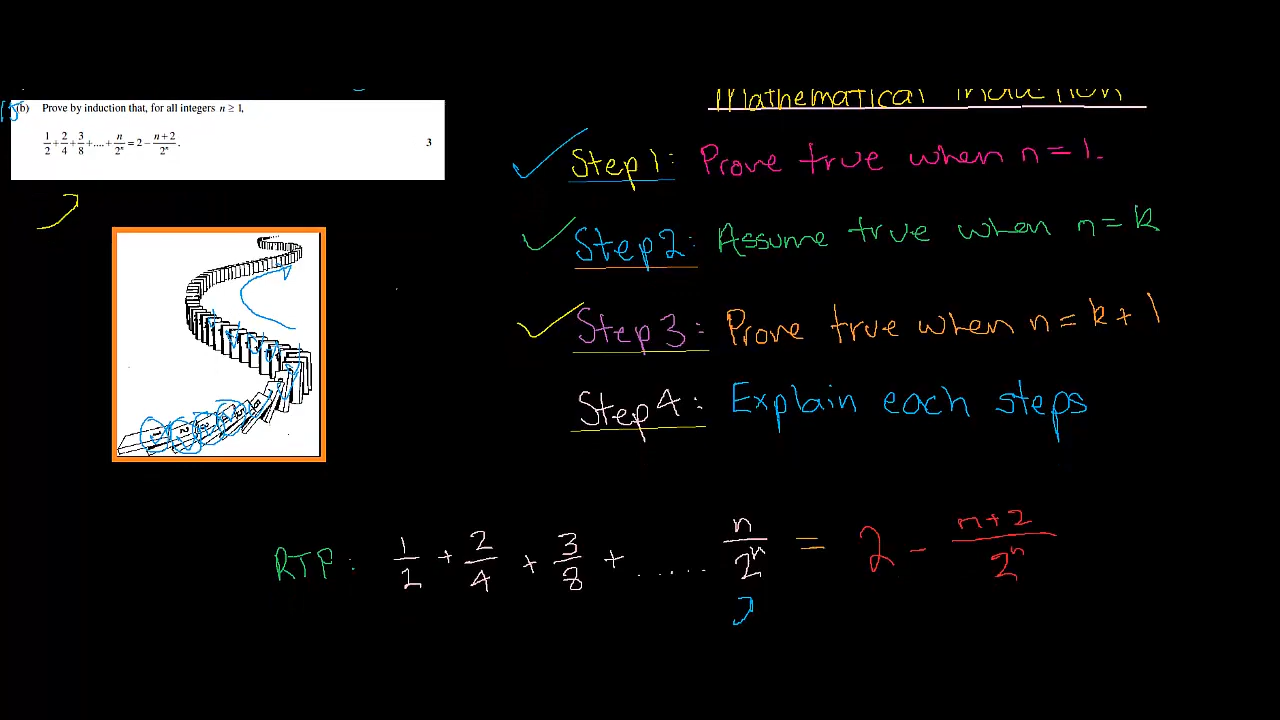 (b) Prove by induction that, for all integers n ≥ 1,
1/2 + 2/4 + 3/8 + .... + n/2ⁿ = 2 − (n+2)/2ⁿ.
3
Mathematical Induction
Step 1: Prove true when n = 1.
Step 2: Assume true when n = k
Step 3: Prove true when n = k + 1
Step 4: Explain each steps
RTP: 1/2 + 2/4 + 3/8 + ...... n/2ⁿ = 2 − (n+2)/2ⁿ